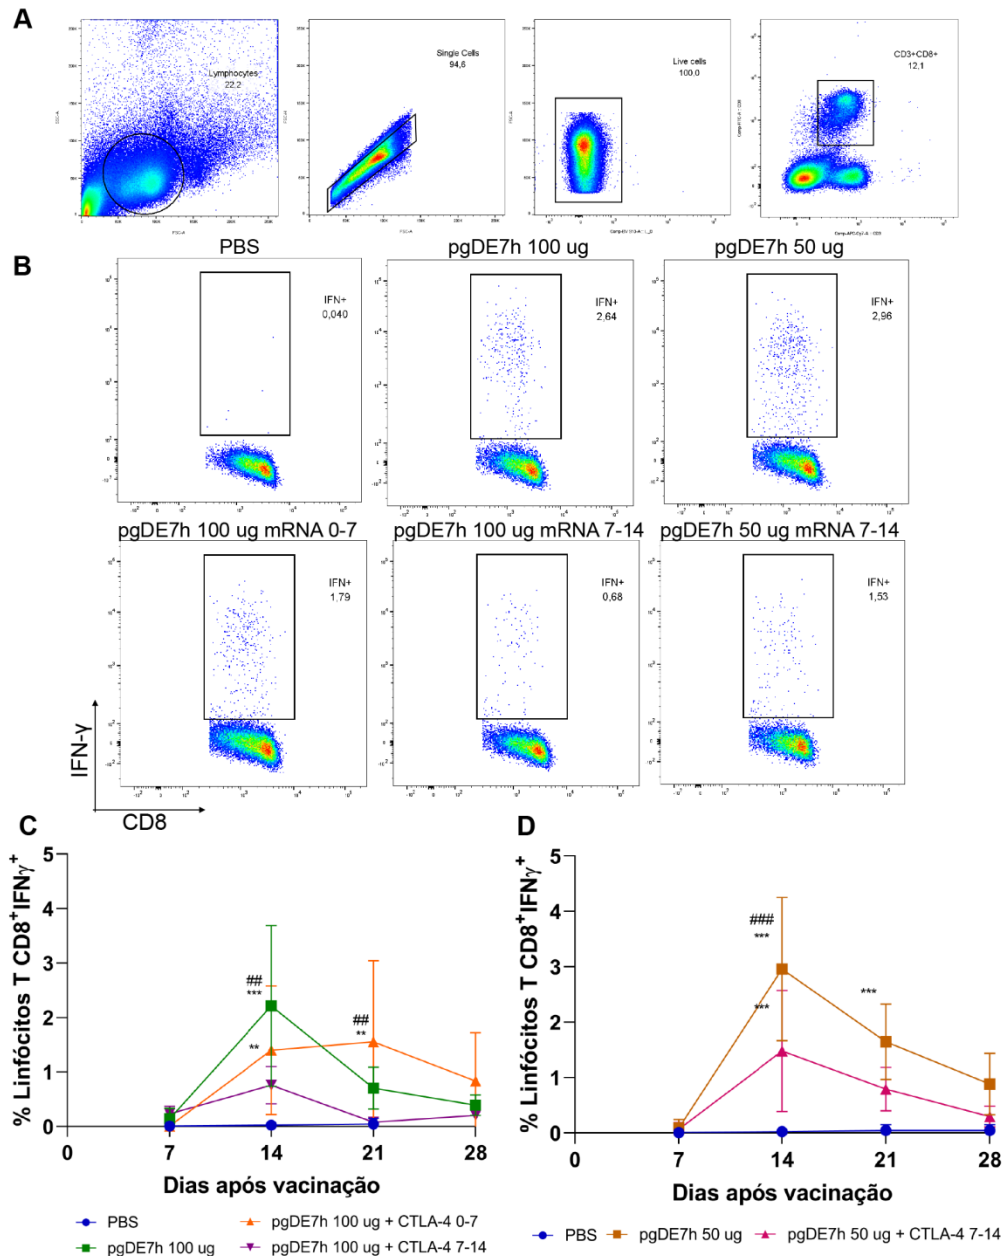 A
Lymphocytes
22,2
Single Cells
94,6
Live cells
100,0
CD3+CD8+
12,1
B
PBS
pgDE7h 100 ug
pgDE7h 50 ug
IFN+
0,040
IFN+
2,64
IFN+
2,96
pgDE7h 100 ug mRNA 0-7
pgDE7h 100 ug mRNA 7-14
pgDE7h 50 ug mRNA 7-14
IFN+
1,79
IFN+
0,68
IFN+
1,53
IFN-γ
CD8
C
% Linfócitos T CD8+IFNγ+
5
4
3
2
1
0
##
***
**
##
**
0 7 14 21 28
Dias após vacinação
PBS
pgDE7h 100 ug + CTLA-4 0-7
pgDE7h 100 ug
pgDE7h 100 ug + CTLA-4 7-14
D
% Linfócitos T CD8+IFNγ+
5
4
3
2
1
0
###
***
***
***
0 7 14 21 28
Dias após vacinação
PBS
pgDE7h 50 ug
pgDE7h 50 ug + CTLA-4 7-14